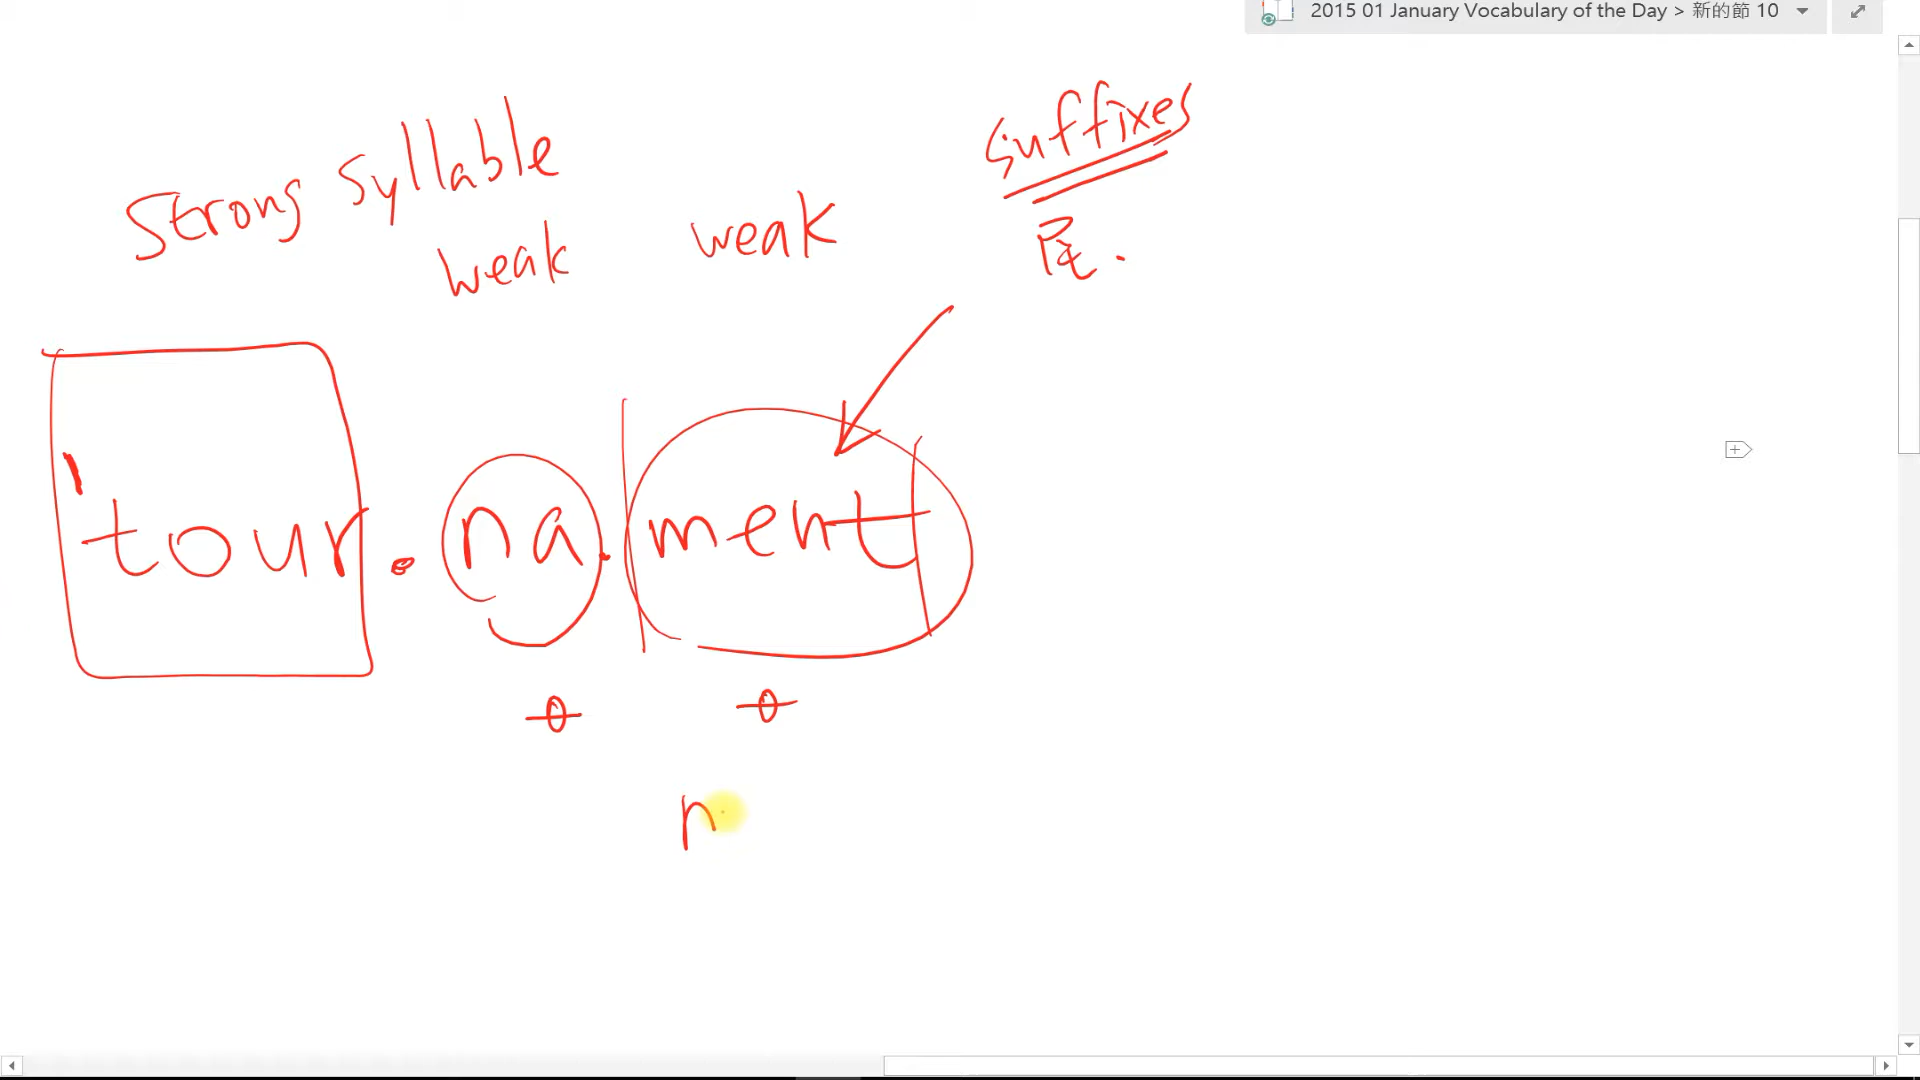 2015 01 January Vocabulary of the Day > 新的節 10
suffixes
strong syllable
weak weak
尾.
'tour.na.ment
n